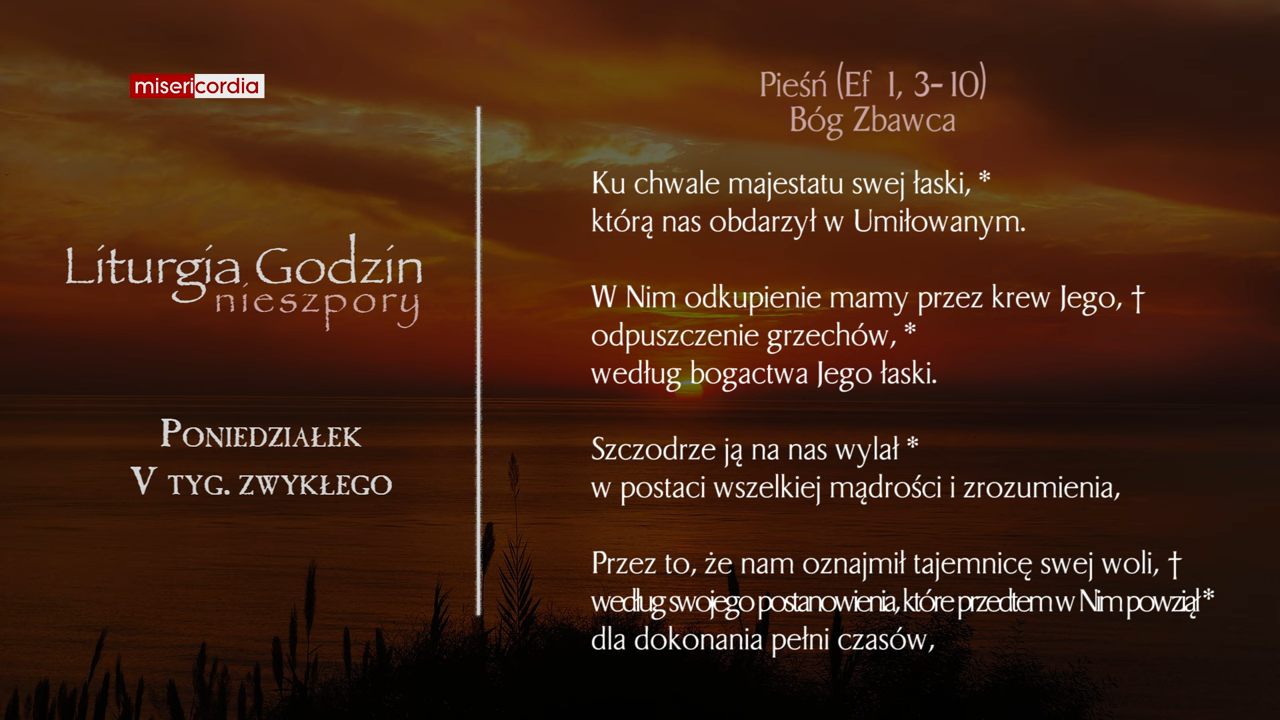 misericordia
Liturgia Godzin
nieszpory
Poniedziałek
V tyg. zwykłego
Pieśń (Ef 1, 3-10)
Bóg Zbawca
Ku chwale majestatu swej łaski, *
którą nas obdarzył w Umiłowanym.
W Nim odkupienie mamy przez krew Jego, †
odpuszczenie grzechów, *
według bogactwa Jego łaski.
Szczodrze ją na nas wylał *
w postaci wszelkiej mądrości i zrozumienia,
Przez to, że nam oznajmił tajemnicę swej woli, †
według swojego postanowienia, które przedtem w Nim powziął *
dla dokonania pełni czasów,